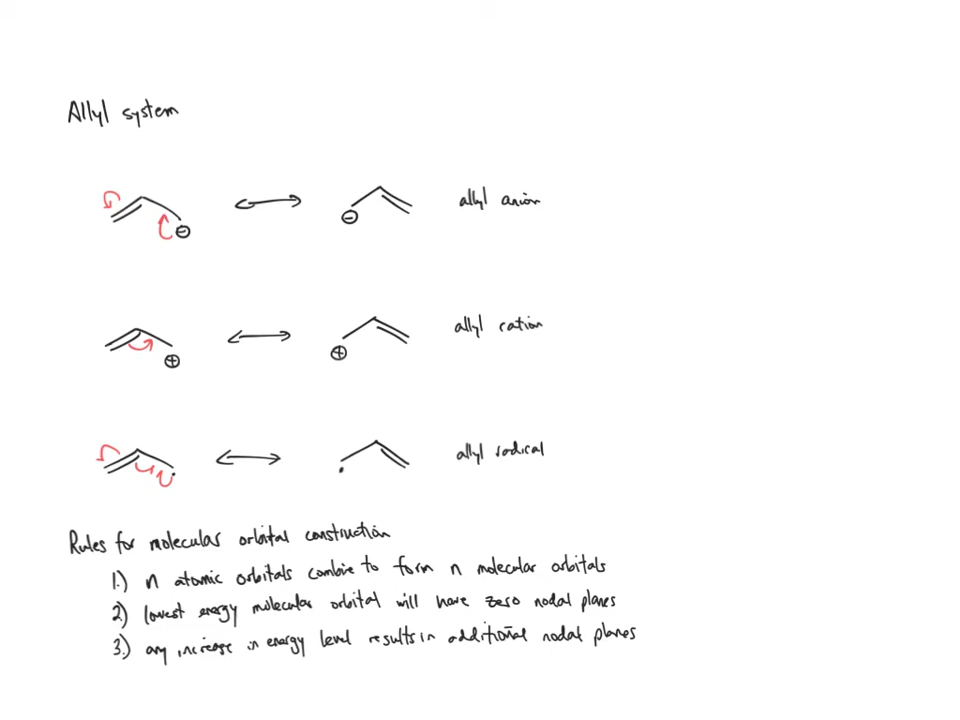 Allyl system
⊖ ⊖ allyl anion
⊕ ⊕ allyl cation
allyl radical
Rules for molecular orbital construction
1.) n atomic orbitals combine to form n molecular orbitals
2) lowest energy molecular orbital will have zero nodal planes
3.) any increase in energy level results in additional nodal planes